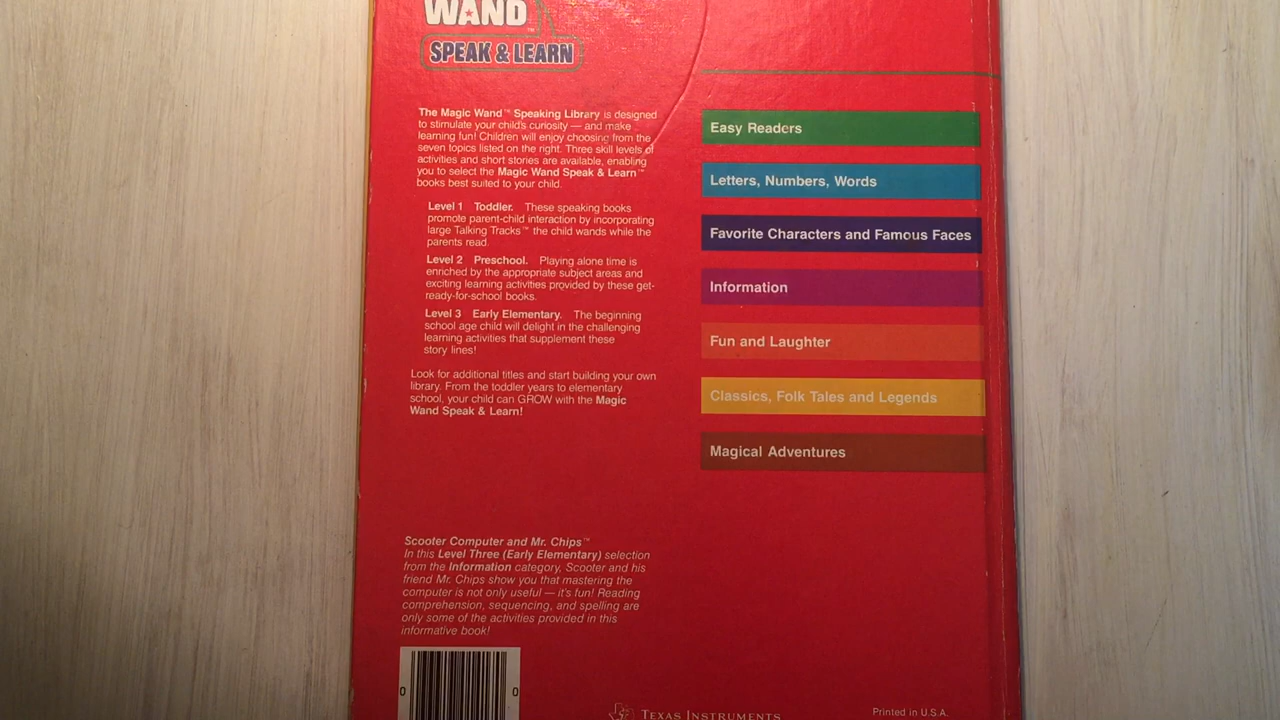 WAND™
SPEAK & LEARN
The Magic Wand™ Speaking Library is designed
to stimulate your child's curiosity — and make
learning fun! Children will enjoy choosing from the
seven topics listed on the right. Three skill levels of
activities and short stories are available, enabling
you to select the Magic Wand Speak & Learn™
books best suited to your child.
Level 1 Toddler. These speaking books
promote parent-child interaction by incorporating
large Talking Tracks™ the child wands while the
parents read.
Level 2 Preschool. Playing alone time is
enriched by the appropriate subject areas and
exciting learning activities provided by these get-
ready-for-school books.
Level 3 Early Elementary. The beginning
school age child will delight in the challenging
learning activities that supplement these
story lines!
Look for additional titles and start building your own
library. From the toddler years to elementary
school, your child can GROW with the Magic
Wand Speak & Learn!
Easy Readers
Letters, Numbers, Words
Favorite Characters and Famous Faces
Information
Fun and Laughter
Classics, Folk Tales and Legends
Magical Adventures
Scooter Computer and Mr. Chips™
In this Level Three (Early Elementary) selection
from the Information category, Scooter and his
friend Mr. Chips show you that mastering the
computer is not only useful — it's fun! Reading
comprehension, sequencing, and spelling are
only some of the activities provided in this
informative book!
0 0
TEXAS INSTRUMENTS
Printed in U.S.A.